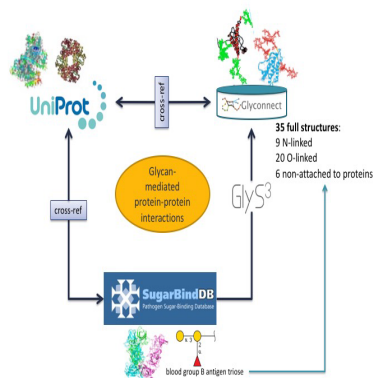 UniProt
cross-ref
Glyconnect
35 full structures:
9 N-linked
20 O-linked
6 non-attached to proteins
Glycan-
mediated
protein-protein
interactions
GlyS3
cross-ref
SugarBindDB
Pathogen Sugar-Binding Database
blood group B antigen triose